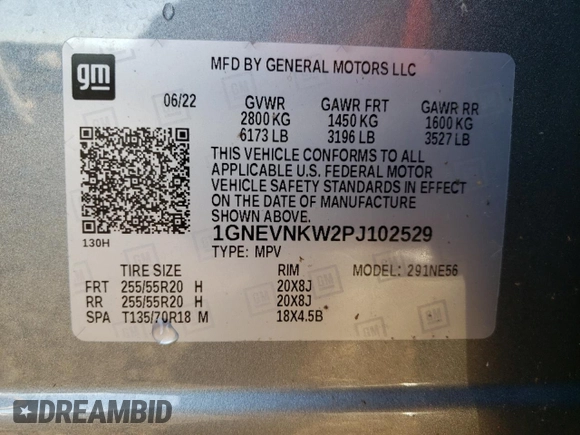 gm
MFD BY GENERAL MOTORS LLC
06/22 GVWR GAWR FRT GAWR RR
2800 KG 1450 KG 1600 KG
6173 LB 3196 LB 3527 LB
THIS VEHICLE CONFORMS TO ALL
APPLICABLE U.S. FEDERAL MOTOR
VEHICLE SAFETY STANDARDS IN EFFECT
ON THE DATE OF MANUFACTURE
SHOWN ABOVE.
130H
1GNEVNKW2PJ102529
TYPE: MPV
TIRE SIZE RIM MODEL: 291NE56
FRT 255/55R20 H 20X8J
RR 255/55R20 H 20X8J
SPA T135/70R18 M 18X4.5B
DREAMBID